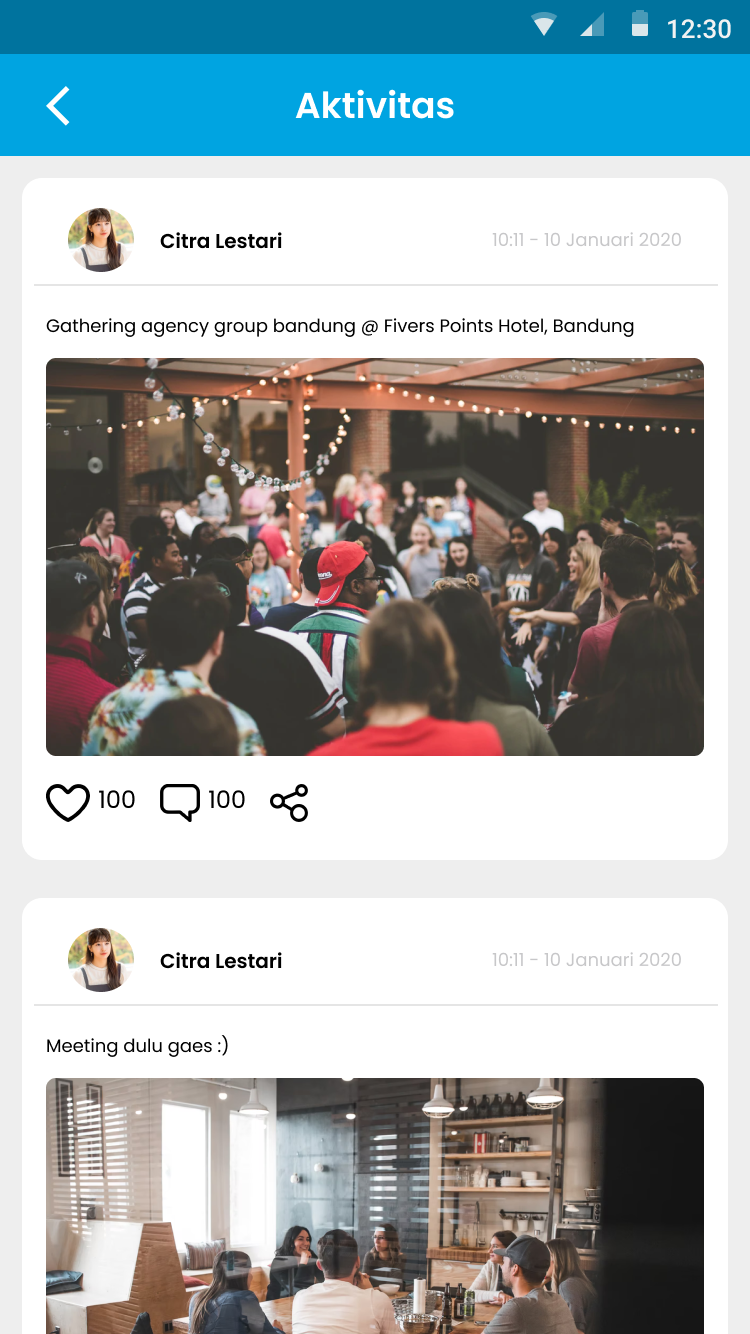 12:30
Aktivitas
Citra Lestari
10:11 - 10 Januari 2020
Gathering agency group bandung @ Fivers Points Hotel, Bandung
100
100
Citra Lestari
10:11 - 10 Januari 2020
Meeting dulu gaes :)